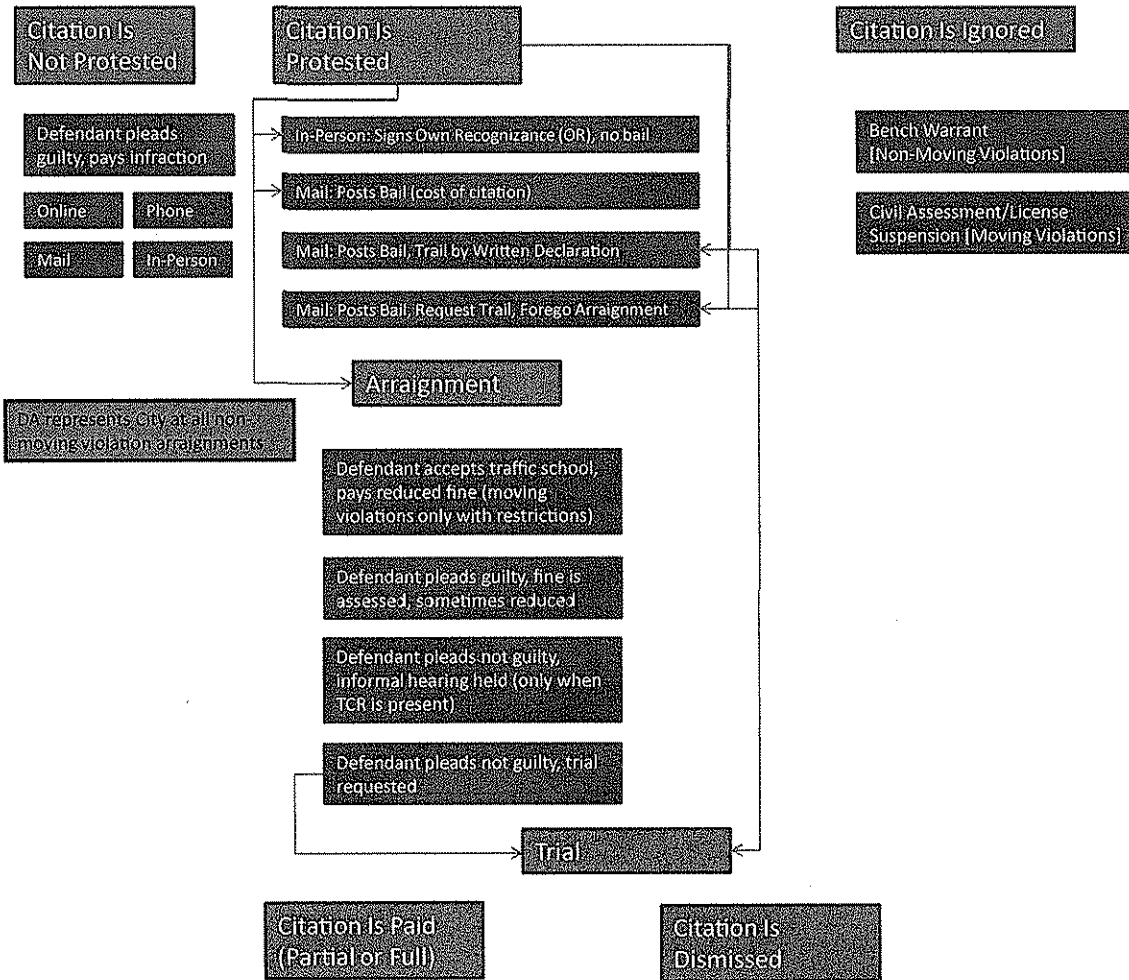 Citation Is
Not Protested
Citation Is
Protested
Citation Is Ignored
Defendant pleads
guilty, pays infraction
Online
Phone
Mail
In-Person
In-Person: Signs Own Recognizance (OR), no bail
Mail: Posts Bail (cost of citation)
Mail: Posts Bail, Trail by Written Declaration
Mail: Posts Bail, Request Trail, Forego Arraignment
Bench Warrant
[Non-Moving Violations]
Civil Assessment/License
Suspension [Moving Violations]
Arraignment
DA represents City at all non-
moving violation arraignments
Defendant accepts traffic school,
pays reduced fine (moving
violations only with restrictions)
Defendant pleads guilty, fine is
assessed, sometimes reduced
Defendant pleads not guilty,
informal hearing held (only when
TCR is present)
Defendant pleads not guilty, trial
requested
Trial
Citation Is Paid
(Partial or Full)
Citation Is
Dismissed